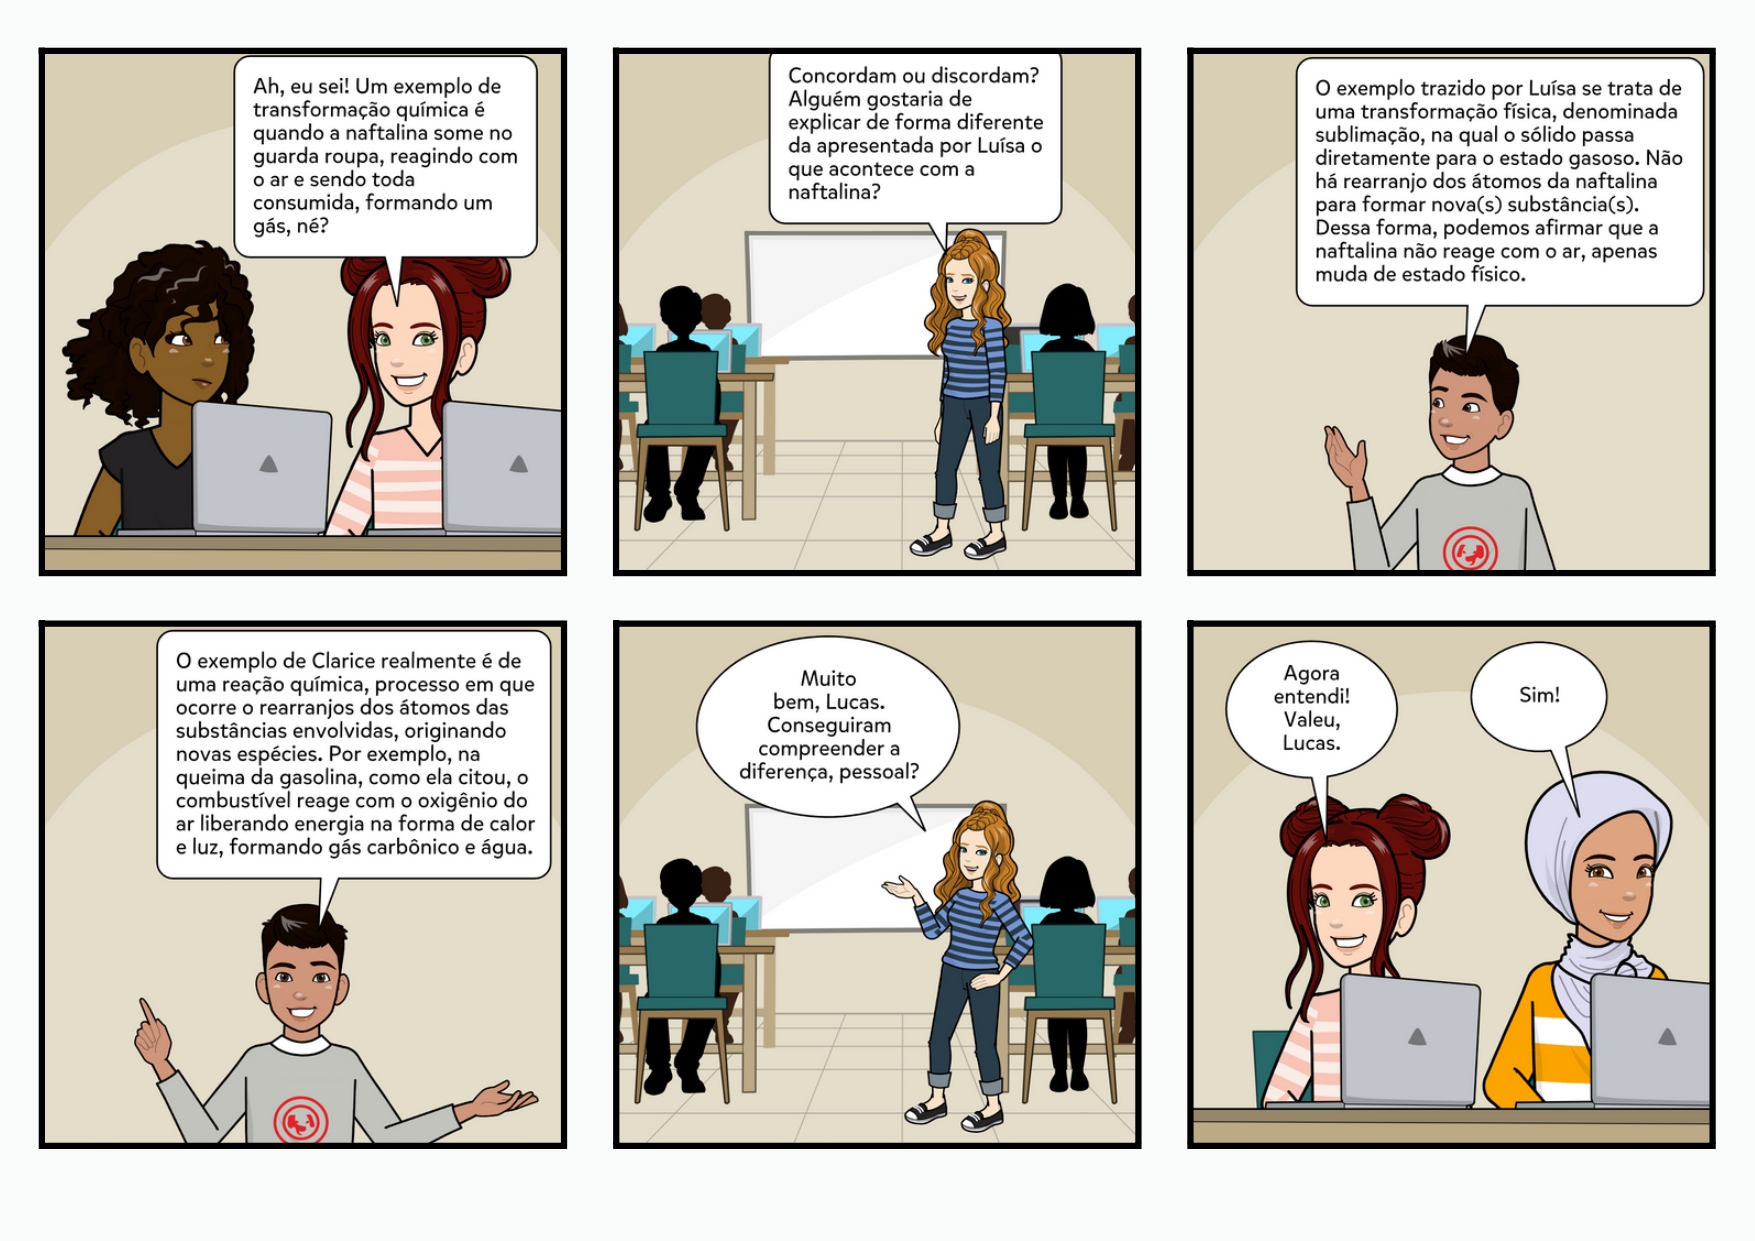 Ah, eu sei! Um exemplo de
transformação química é
quando a naftalina some no
guarda roupa, reagindo com
o ar e sendo toda
consumida, formando um
gás, né?
Concordam ou discordam?
Alguém gostaria de
explicar de forma diferente
da apresentada por Luísa o
que acontece com a
naftalina?
O exemplo trazido por Luísa se trata de
uma transformação física, denominada
sublimação, na qual o sólido passa
diretamente para o estado gasoso. Não
há rearranjo dos átomos da naftalina
para formar nova(s) substância(s).
Dessa forma, podemos afirmar que a
naftalina não reage com o ar, apenas
muda de estado físico.
O exemplo de Clarice realmente é de
uma reação química, processo em que
ocorre o rearranjos dos átomos das
substâncias envolvidas, originando
novas espécies. Por exemplo, na
queima da gasolina, como ela citou, o
combustível reage com o oxigênio do
ar liberando energia na forma de calor
e luz, formando gás carbônico e água.
Muito
bem, Lucas.
Conseguiram
compreender a
diferença, pessoal?
Agora
entendi!
Valeu,
Lucas.
Sim!